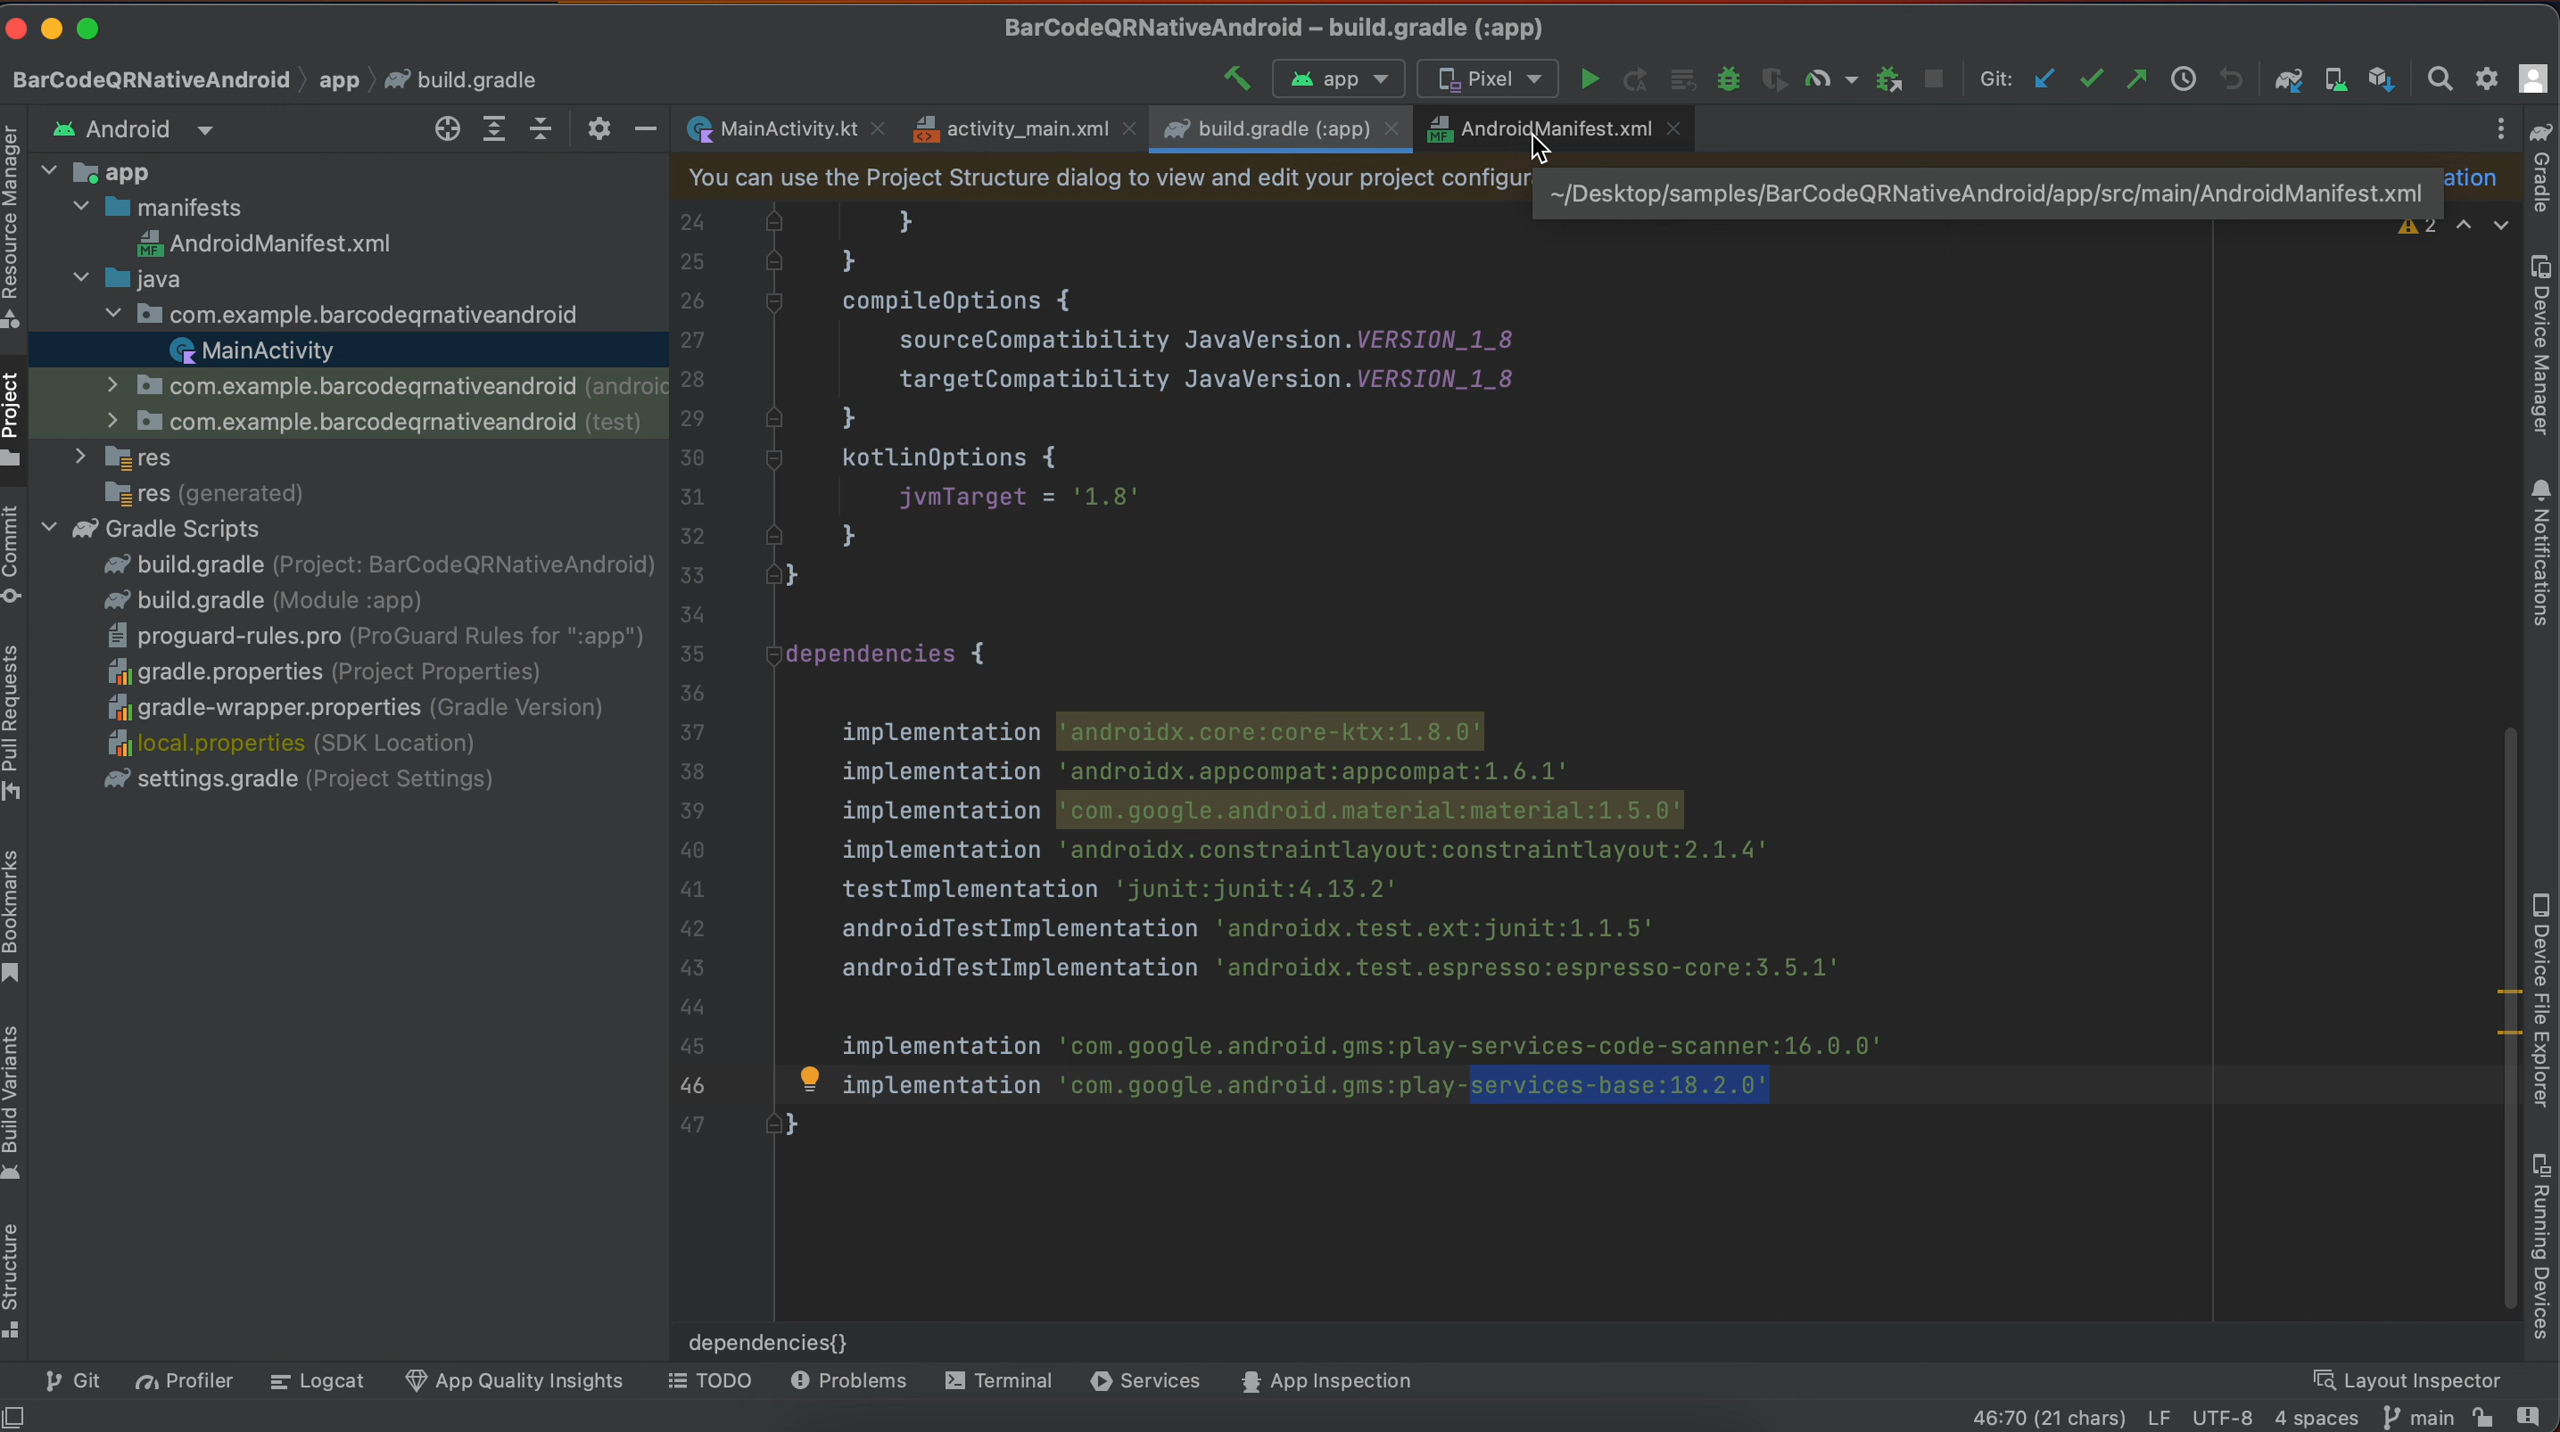 BarCodeQRNativeAndroid – build.gradle (:app)
BarCodeQRNativeAndroid app build.gradle
app Pixel Git:
Android
MainActivity.kt activity_main.xml build.gradle (:app) AndroidManifest.xml
You can use the Project Structure dialog to view and edit your project configura
ation
~/Desktop/samples/BarCodeQRNativeAndroid/app/src/main/AndroidManifest.xml
2
app
manifests
AndroidManifest.xml
java
com.example.barcodeqrnativeandroid
MainActivity
com.example.barcodeqrnativeandroid (android
com.example.barcodeqrnativeandroid (test)
res
res (generated)
Gradle Scripts
build.gradle (Project: BarCodeQRNativeAndroid)
build.gradle (Module :app)
proguard-rules.pro (ProGuard Rules for ":app")
gradle.properties (Project Properties)
gradle-wrapper.properties (Gradle Version)
local.properties (SDK Location)
settings.gradle (Project Settings)
24 }
25 }
26 compileOptions {
27 sourceCompatibility JavaVersion.VERSION_1_8
28 targetCompatibility JavaVersion.VERSION_1_8
29 }
30 kotlinOptions {
31 jvmTarget = '1.8'
32 }
33 }
34
35 dependencies {
36
37 implementation 'androidx.core:core-ktx:1.8.0'
38 implementation 'androidx.appcompat:appcompat:1.6.1'
39 implementation 'com.google.android.material:material:1.5.0'
40 implementation 'androidx.constraintlayout:constraintlayout:2.1.4'
41 testImplementation 'junit:junit:4.13.2'
42 androidTestImplementation 'androidx.test.ext:junit:1.1.5'
43 androidTestImplementation 'androidx.test.espresso:espresso-core:3.5.1'
44
45 implementation 'com.google.android.gms:play-services-code-scanner:16.0.0'
46 implementation 'com.google.android.gms:play-services-base:18.2.0'
47 }
dependencies{}
Resource Manager
Project
Commit
Pull Requests
Bookmarks
Build Variants
Structure
Gradle
Device Manager
Notifications
Device File Explorer
Running Devices
Git Profiler Logcat App Quality Insights TODO Problems Terminal Services App Inspection Layout Inspector
46:70 (21 chars) LF UTF-8 4 spaces main